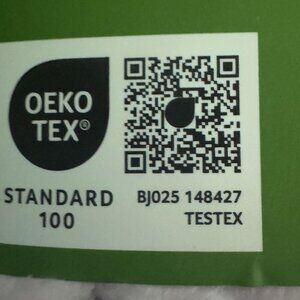 OEKO
TEX®
STANDARD
100
BJ025 148427
TESTEX